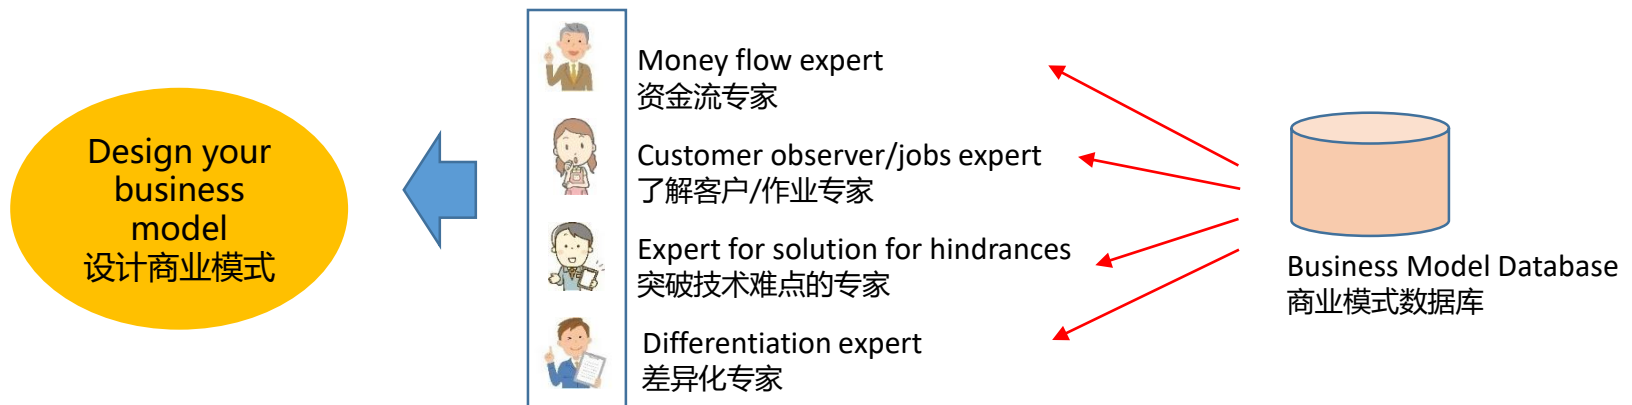 Design your
business
model
设计商业模式
Money flow expert
资金流专家
Customer observer/jobs expert
了解客户/作业专家
Expert for solution for hindrances
突破技术难点的专家
Differentiation expert
差异化专家
Business Model Database
商业模式数据库